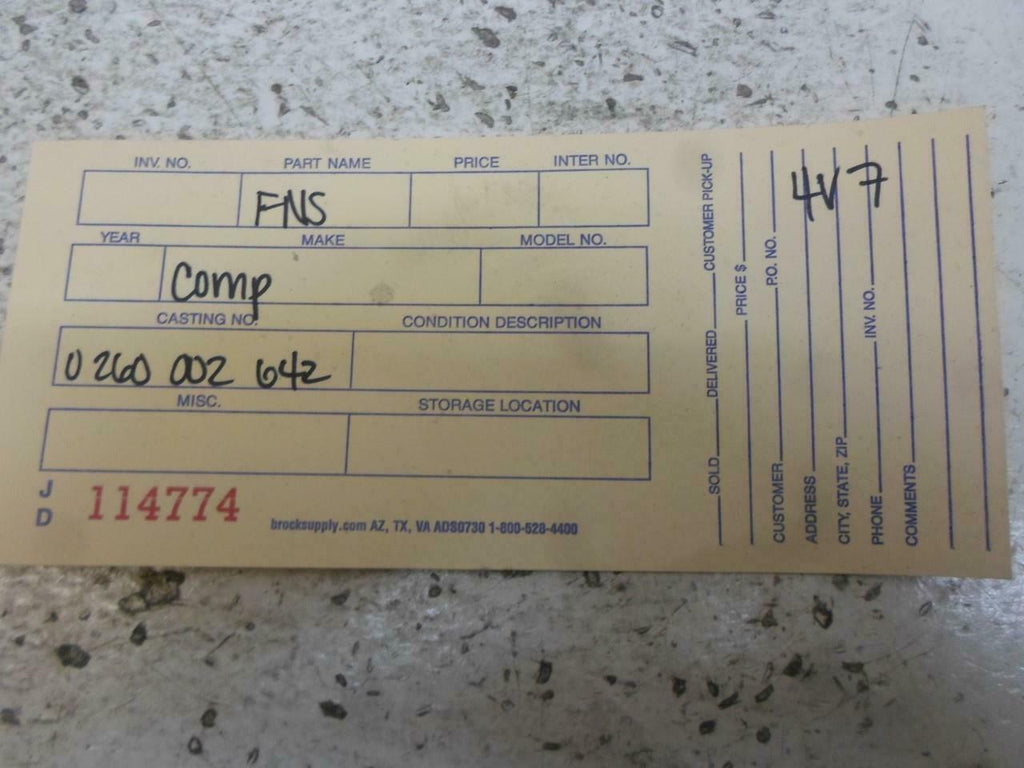 INV. NO. PART NAME PRICE INTER NO.
FNS
YEAR MAKE MODEL NO.
Comp
CASTING NO. CONDITION DESCRIPTION
0 260 002 642
MISC. STORAGE LOCATION
J D 114774
brocksupply.com AZ, TX, VA ADS0730 1-800-528-4400
SOLD DELIVERED CUSTOMER PICK-UP
PRICE $
CUSTOMER P.O. NO.
ADDRESS
CITY, STATE, ZIP
PHONE INV. NO.
COMMENTS
4V 7